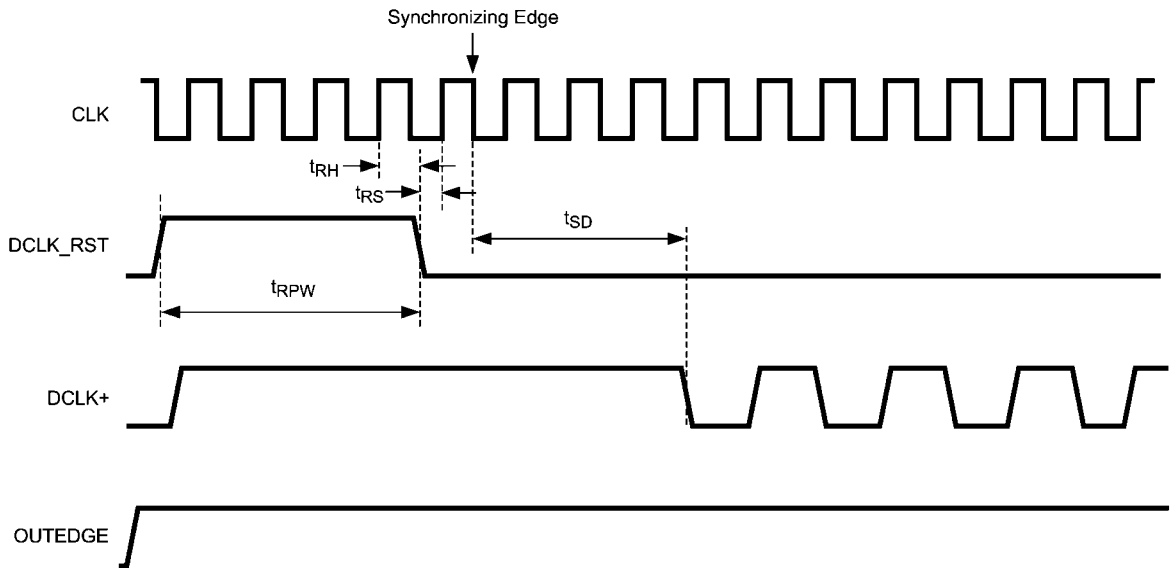 Synchronizing Edge
CLK
tRH
tRS
tSD
DCLK_RST
tRPW
DCLK+
OUTEDGE